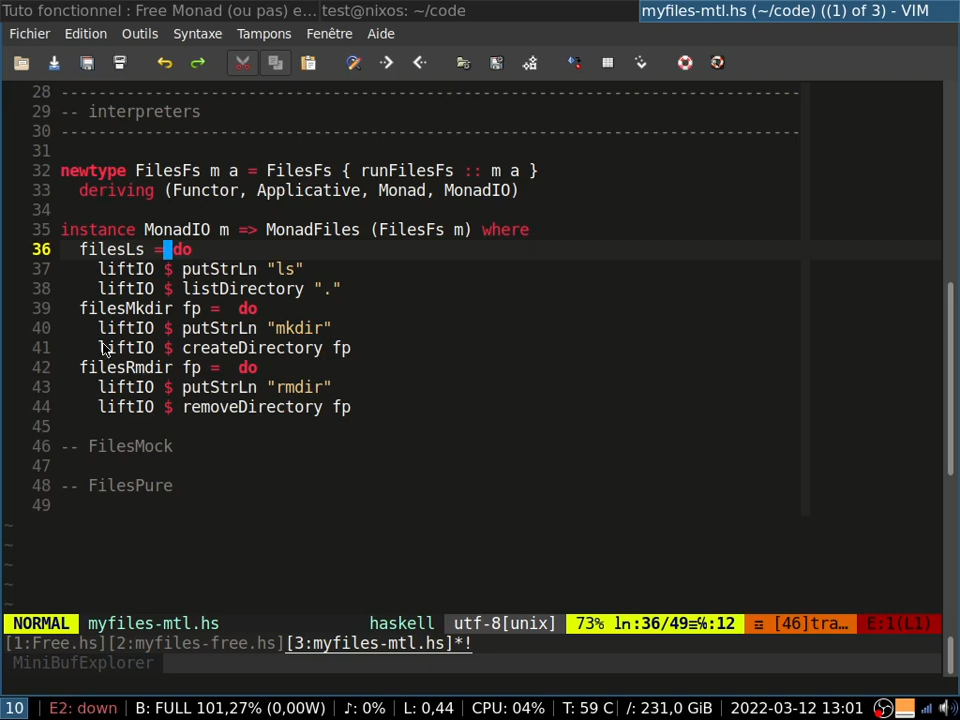 Tuto fonctionnel : Free Monad (ou pas) e... test@nixos: ~/code myfiles-mtl.hs (~/code) ((1) of 3) - VIM
Fichier Edition Outils Syntaxe Tampons Fenêtre Aide
28 -------------------------------------------------------------------------------
29 -- interpreters
30 -------------------------------------------------------------------------------
31
32 newtype FilesFs m a = FilesFs { runFilesFs :: m a }
33   deriving (Functor, Applicative, Monad, MonadIO)
34
35 instance MonadIO m => MonadFiles (FilesFs m) where
36   filesLs = do
37     liftIO $ putStrLn "ls"
38     liftIO $ listDirectory "."
39   filesMkdir fp =  do
40     liftIO $ putStrLn "mkdir"
41     liftIO $ createDirectory fp
42   filesRmdir fp =  do
43     liftIO $ putStrLn "rmdir"
44     liftIO $ removeDirectory fp
45
46 -- FilesMock
47
48 -- FilesPure
49
~
~
~
~
~
NORMAL myfiles-mtl.hs haskell utf-8[unix] 73% ln:36/49≡℅:12 ≡ [46]tra… E:1(L1)
[1:Free.hs][2:myfiles-free.hs][3:myfiles-mtl.hs]*!
MiniBufExplorer
10 E2: down | B: FULL 101,27% (0,00W) | ♪: 0% | L: 0,44 | CPU: 04% | T: 59 C | /: 231,0 GiB | 2022-03-12 13:01